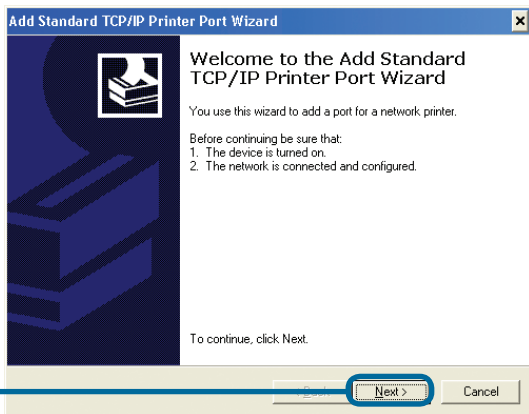 Add Standard TCP/IP Printer Port Wizard
Welcome to the Add Standard
TCP/IP Printer Port Wizard
You use this wizard to add a port for a network printer.
Before continuing be sure that:
1. The device is turned on.
2. The network is connected and configured.
To continue, click Next.
Next >
Cancel